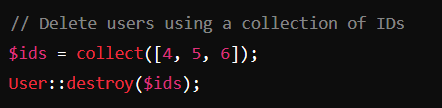 // Delete users using a collection of IDs
$ids = collect([4, 5, 6]);
User::destroy($ids);